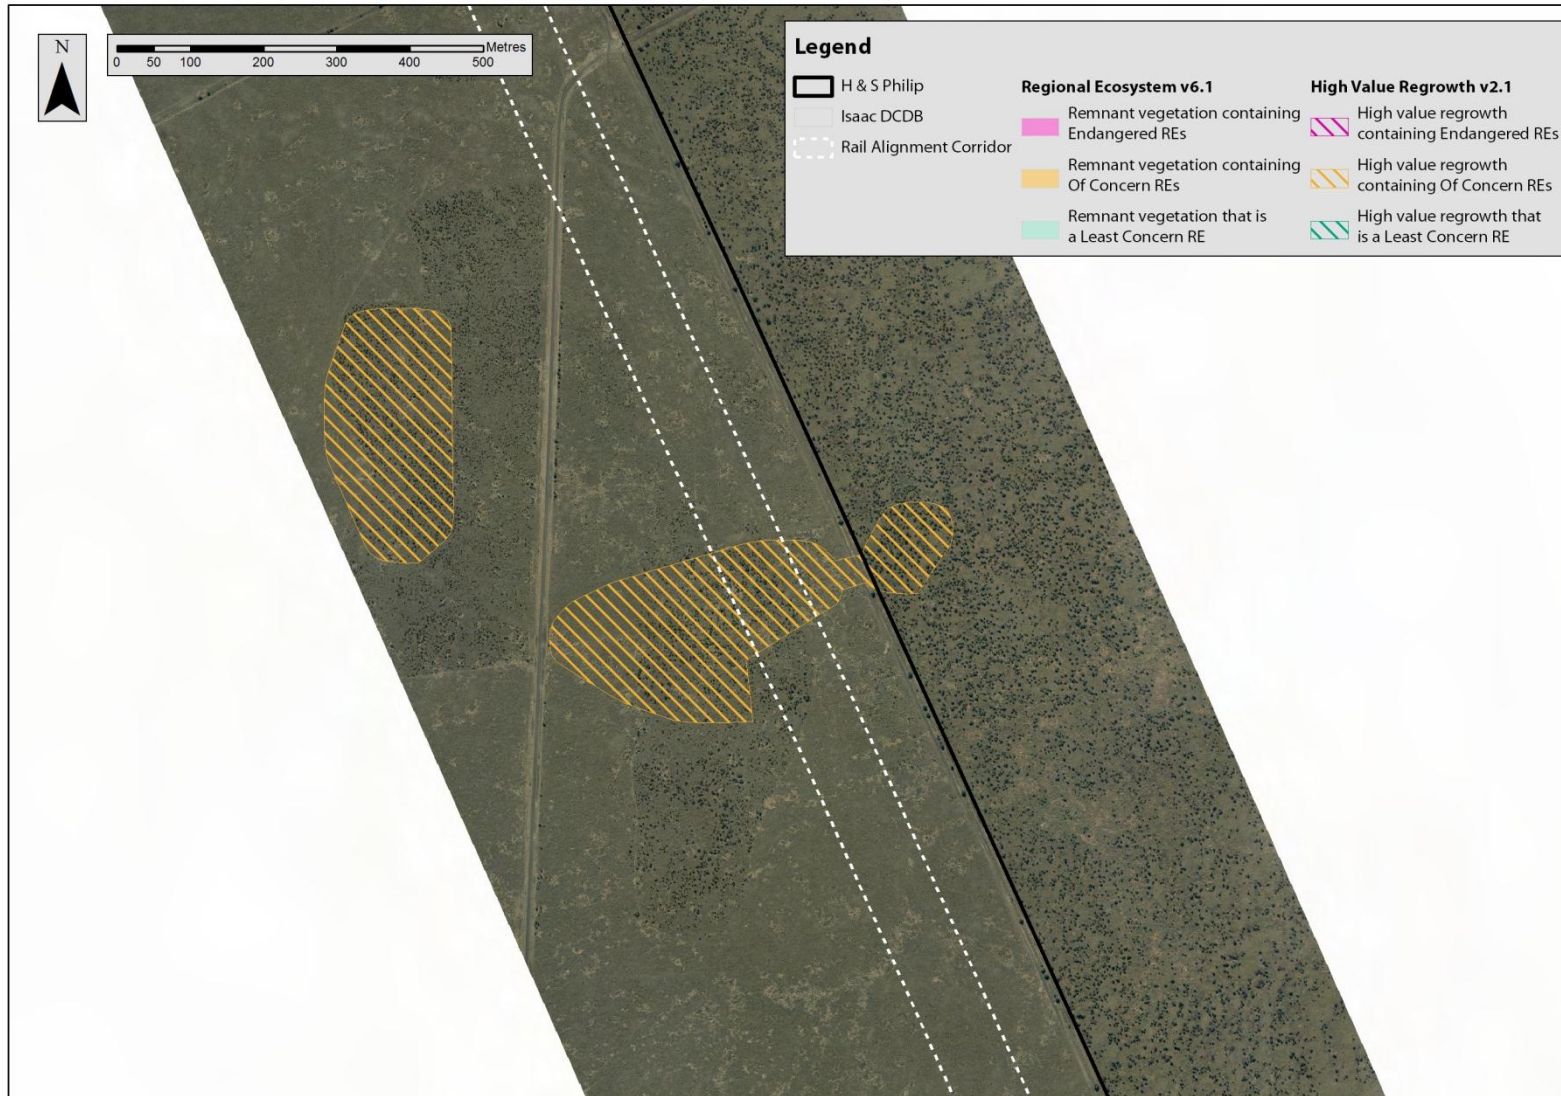 N
Metres
0 50 100 200 300 400 500
Legend
H & S Philip
Isaac DCDB
Rail Alignment Corridor
Regional Ecosystem v6.1
Remnant vegetation containing
Endangered REs
Remnant vegetation containing
Of Concern REs
Remnant vegetation that is
a Least Concern RE
High Value Regrowth v2.1
High value regrowth
containing Endangered REs
High value regrowth
containing Of Concern REs
High value regrowth that
is a Least Concern RE